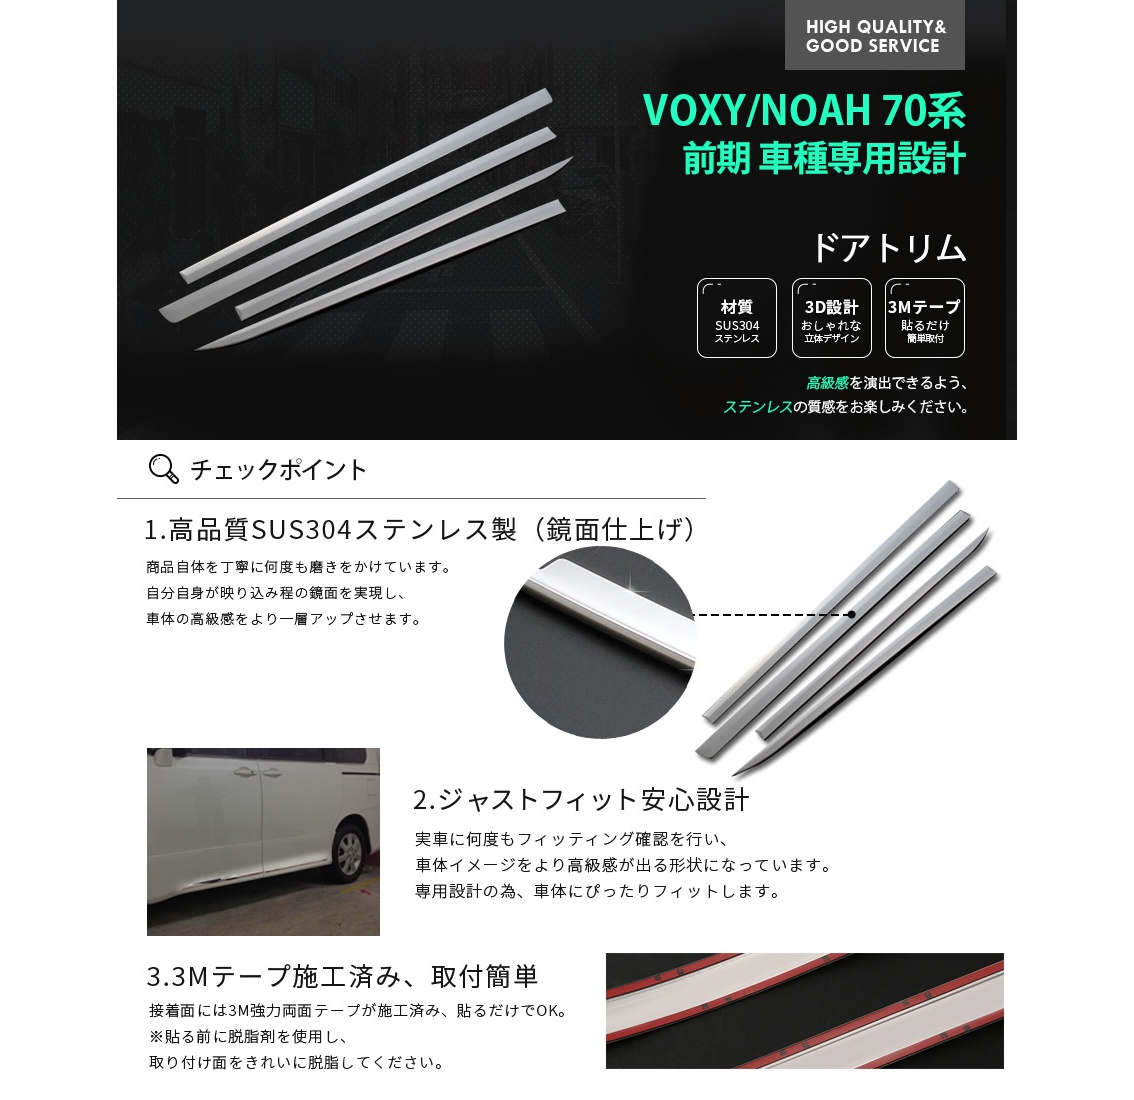 HIGH QUALITY&
GOOD SERVICE
VOXY/NOAH 70系
前期 車種専用設計
ドアトリム
材質
SUS304
ステンレス
3D設計
おしゃれな
立体デザイン
3Mテープ
貼るだけ
簡単取付
高級感を演出できるよう、
ステンレスの質感をお楽しみください。
チェックポイント
1.高品質SUS304ステンレス製（鏡面仕上げ）
商品自体を丁寧に何度も磨きをかけています。
自分自身が映り込み程の鏡面を実現し、
車体の高級感をより一層アップさせます。
2.ジャストフィット安心設計
実車に何度もフィッティング確認を行い、
車体イメージをより高級感が出る形状になっています。
専用設計の為、車体にぴったりフィットします。
3.3Mテープ施工済み、取付簡単
接着面には3M強力両面テープが施工済み、貼るだけでOK。
※貼る前に脱脂剤を使用し、
取り付け面をきれいに脱脂してください。